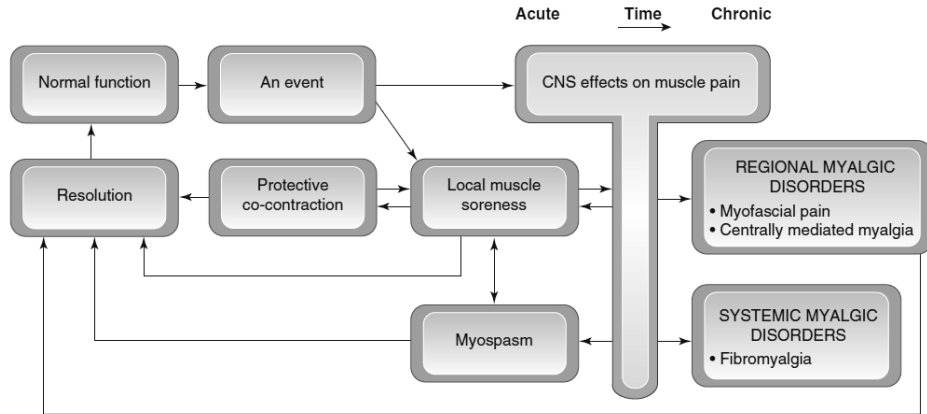 Acute Time Chronic
Normal function
An event
CNS effects on muscle pain
Resolution
Protective
co-contraction
Local muscle
soreness
REGIONAL MYALGIC
DISORDERS
• Myofascial pain
• Centrally mediated myalgia
Myospasm
SYSTEMIC MYALGIC
DISORDERS
• Fibromyalgia